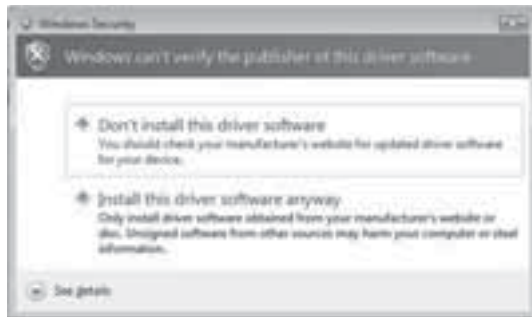 Windows Security
Windows can't verify the publisher of this driver software
Don't install this driver software
You should check your manufacturer's website for updated driver software
for your device.
Install this driver software anyway
Only install driver software obtained from your manufacturer's website or
disc. Unsigned software from other sources may harm your computer or steal
information.
See details